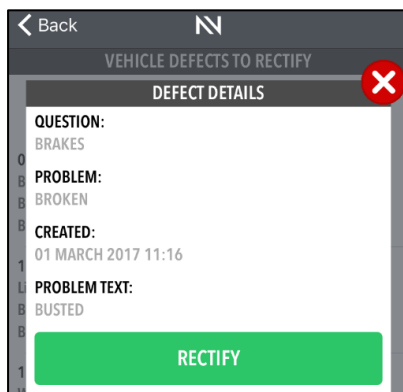 Back
VEHICLE DEFECTS TO RECTIFY
DEFECT DETAILS
QUESTION:
BRAKES
PROBLEM:
BROKEN
CREATED:
01 MARCH 2017 11:16
PROBLEM TEXT:
BUSTED
RECTIFY